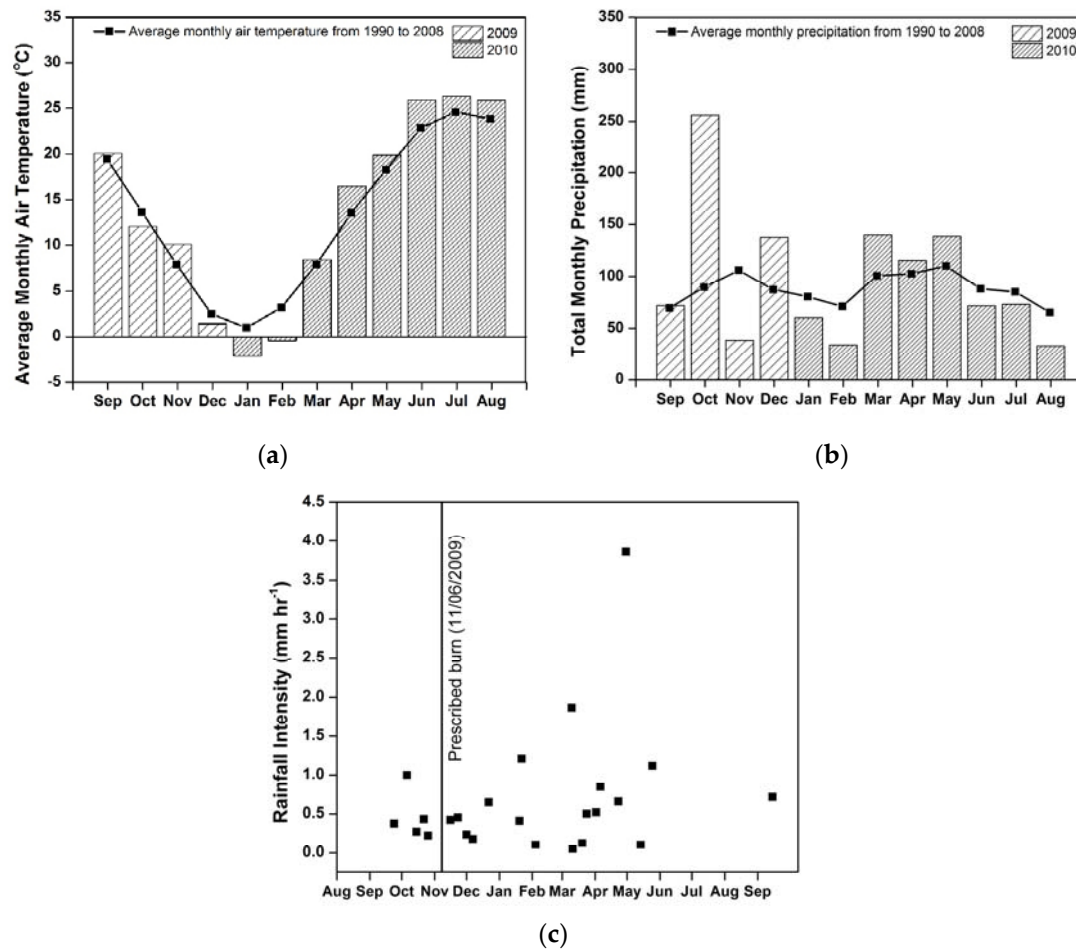 Average monthly air temperature from 1990 to 2008
2009
2010
Average Monthly Air Temperature (°C)
35
30
25
20
15
10
5
0
-5
Sep Oct Nov Dec Jan Feb Mar Apr May Jun Jul Aug
(a)
Average monthly precipitation from 1990 to 2008
2009
2010
Total Monthly Precipitation (mm)
350
300
250
200
150
100
50
0
Sep Oct Nov Dec Jan Feb Mar Apr May Jun Jul Aug
(b)
Rainfall Intensity (mm hr-1)
4.5
4.0
3.5
3.0
2.5
2.0
1.5
1.0
0.5
0.0
Prescribed burn (11/06/2009)
Aug Sep Oct Nov Dec Jan Feb Mar Apr May Jun Jul Aug Sep
(c)